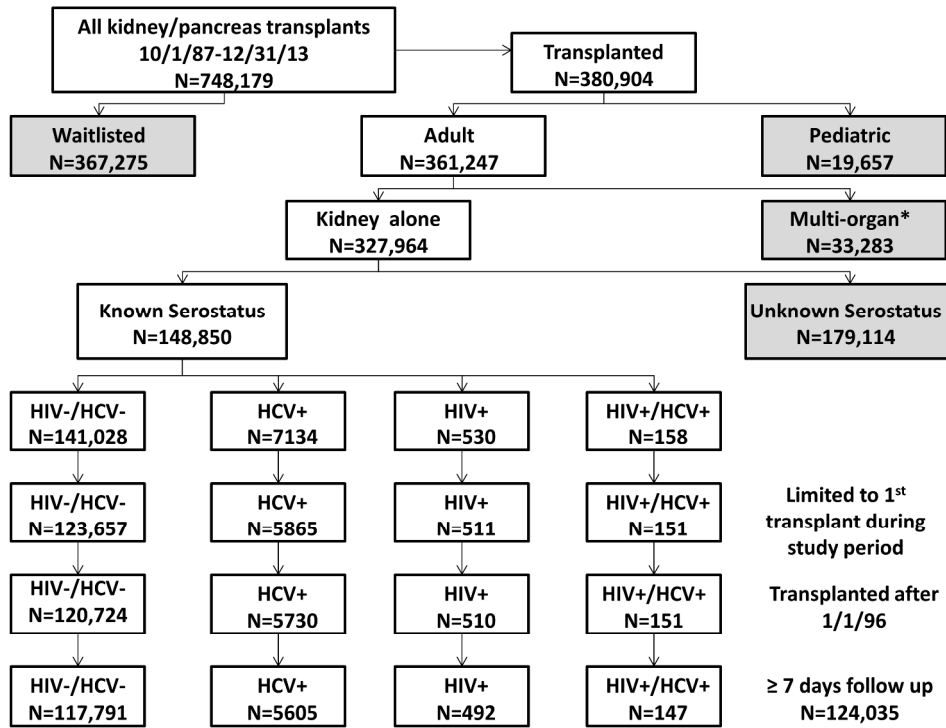 All kidney/pancreas transplants
10/1/87-12/31/13
N=748,179
Transplanted
N=380,904
Waitlisted
N=367,275
Adult
N=361,247
Pediatric
N=19,657
Kidney alone
N=327,964
Multi-organ*
N=33,283
Known Serostatus
N=148,850
Unknown Serostatus
N=179,114
HIV-/HCV-
N=141,028
HCV+
N=7134
HIV+
N=530
HIV+/HCV+
N=158
HIV-/HCV-
N=123,657
HCV+
N=5865
HIV+
N=511
HIV+/HCV+
N=151
Limited to 1st
transplant during
study period
HIV-/HCV-
N=120,724
HCV+
N=5730
HIV+
N=510
HIV+/HCV+
N=151
Transplanted after
1/1/96
HIV-/HCV-
N=117,791
HCV+
N=5605
HIV+
N=492
HIV+/HCV+
N=147
≥ 7 days follow up
N=124,035